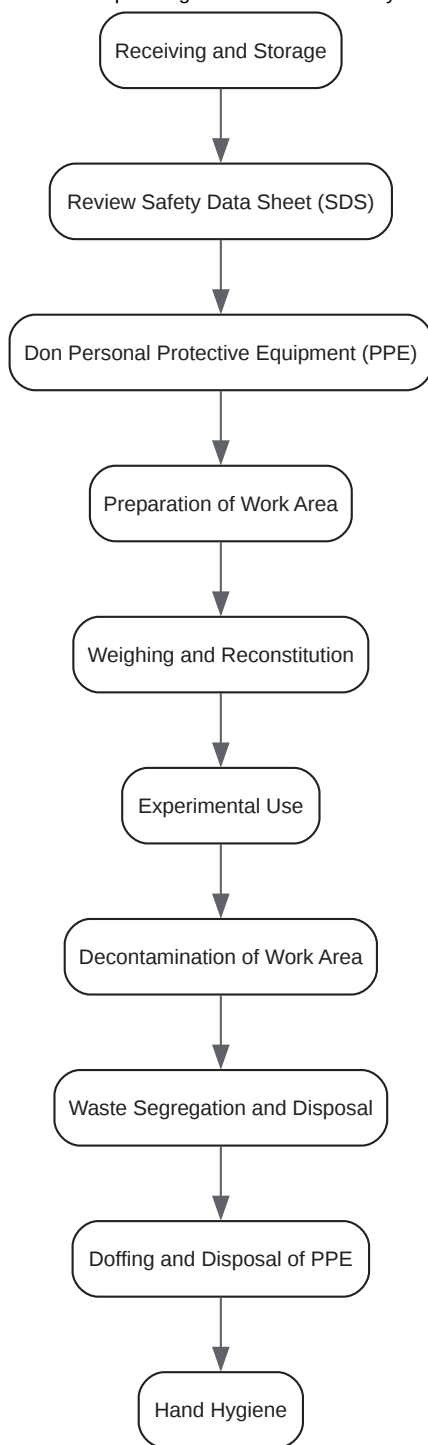 Receiving and Storage
Review Safety Data Sheet (SDS)
Don Personal Protective Equipment (PPE)
Preparation of Work Area
Weighing and Reconstitution
Experimental Use
Decontamination of Work Area
Waste Segregation and Disposal
Doffing and Disposal of PPE
Hand Hygiene